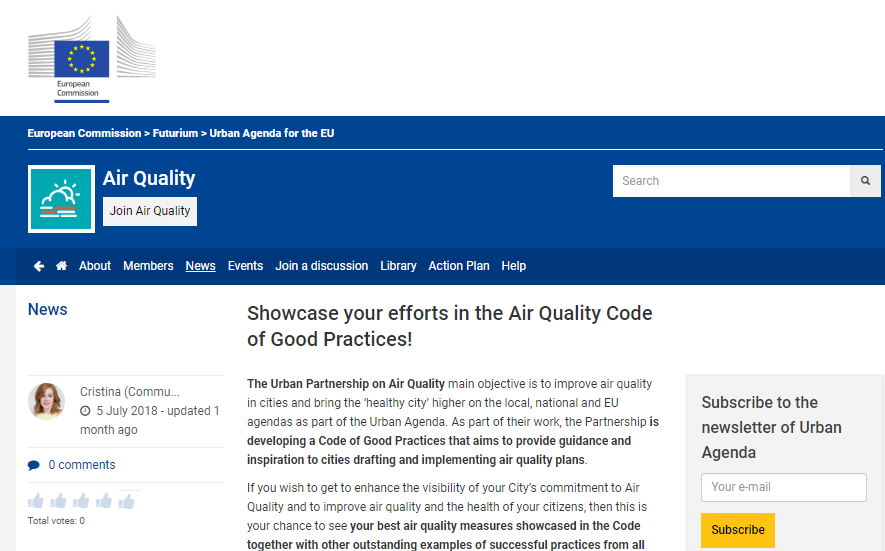 European
Commission
European Commission > Futurium > Urban Agenda for the EU
Air Quality
Join Air Quality
Search
About Members News Events Join a discussion Library Action Plan Help
News
Cristina (Commu...
5 July 2018 - updated 1
month ago
0 comments
Total votes: 0
Showcase your efforts in the Air Quality Code
of Good Practices!
The Urban Partnership on Air Quality main objective is to improve air quality
in cities and bring the ‘healthy city’ higher on the local, national and EU
agendas as part of the Urban Agenda. As part of their work, the Partnership is
developing a Code of Good Practices that aims to provide guidance and
inspiration to cities drafting and implementing air quality plans.
If you wish to get to enhance the visibility of your City's commitment to Air
Quality and to improve air quality and the health of your citizens, then this is
your chance to see your best air quality measures showcased in the Code
together with other outstanding examples of successful practices from all
Subscribe to the
newsletter of Urban
Agenda
Your e-mail
Subscribe